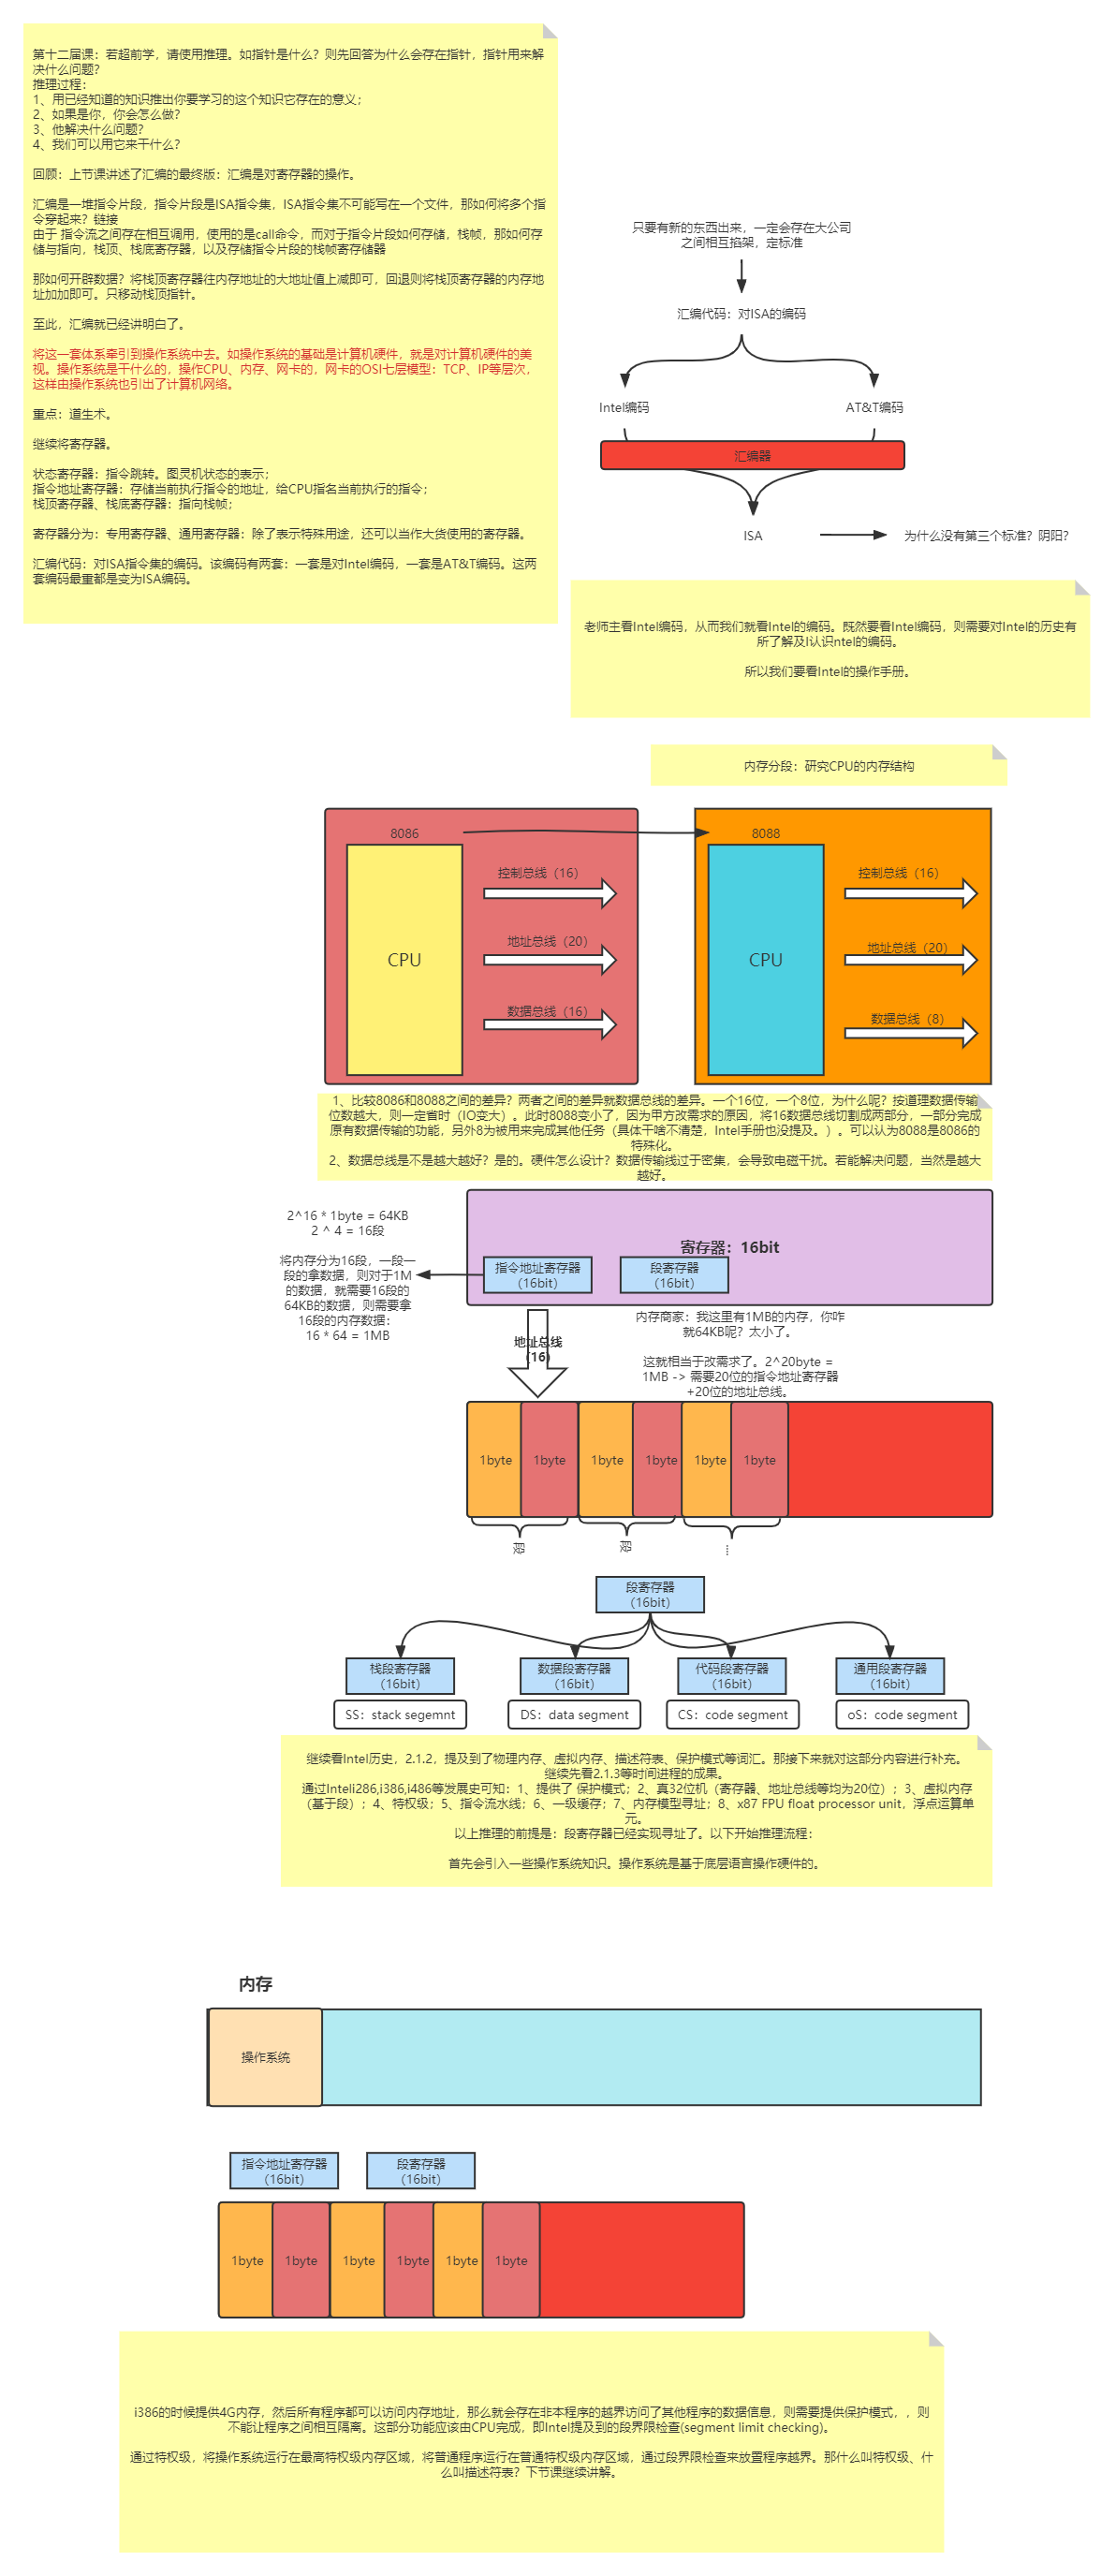 第十二届课：若超前学，请使用推理。如指针是什么？则先回答为什么会存在指针，指针用来解
决什么问题？
推理过程：
1、用已经知道的知识推出你要学习的这个知识它存在的意义；
2、如果是你，你会怎么做？
3、他解决什么问题？
4、我们可以用它来干什么？
回顾：上节课讲述了汇编的最终版：汇编是对寄存器的操作。
汇编是一堆指令片段，指令片段是ISA指令集，ISA指令集不可能写在一个文件，那如何将多个指
令穿起来？链接
由于 指令流之间存在相互调用，使用的是call命令，而对于指令片段如何存储，栈帧，那如何存
储与指向，栈顶、栈底寄存器，以及存储指令片段的栈帧寄存储器
那如何开辟数据？将栈顶寄存器往内存地址的大地址值上减即可，回退则将栈顶寄存器的内存地
址加加即可。只移动栈顶指针。
至此，汇编就已经讲明白了。
将这一套体系牵引到操作系统中去。如操作系统的基础是计算机硬件，就是对计算机硬件的美
视。操作系统是干什么的，操作CPU、内存、网卡的，网卡的OSI七层模型：TCP、IP等层次，
这样由操作系统也引出了计算机网络。
重点：道生术。
继续将寄存器。
状态寄存器：指令跳转。图灵机状态的表示；
指令地址寄存器：存储当前执行指令的地址，给CPU指名当前执行的指令；
栈顶寄存器、栈底寄存器：指向栈帧；
寄存器分为：专用寄存器、通用寄存器：除了表示特殊用途，还可以当作大货使用的寄存器。
汇编代码：对ISA指令集的编码。该编码有两套：一套是对Intel编码，一套是AT&T编码。这两
套编码最重都是变为ISA编码。
只要有新的东西出来，一定会存在大公司
之间相互掐架，定标准
汇编代码：对ISA的编码
Intel编码
AT&T编码
汇编器
ISA
为什么没有第三个标准？阴阳？
老师主看Intel编码，从而我们就看Intel的编码。既然要看Intel编码，则需要对Intel的历史有
所了解及I认识ntel的编码。
所以我们要看Intel的操作手册。
内存分段：研究CPU的内存结构
8086
CPU
控制总线（16）
地址总线（20）
数据总线（16）
8088
CPU
控制总线（16）
地址总线（20）
数据总线（8）
1、比较8086和8088之间的差异？两者之间的差异就数据总线的差异。一个16位，一个8位，为什么呢？按道理数据传输
位数越大，则一定省时（IO变大）。此时8088变小了，因为甲方改需求的原因，将16数据总线切割成两部分，一部分完成
原有数据传输的功能，另外8为被用来完成其他任务（具体干啥不清楚，Intel手册也没提及。）。可以认为8088是8086的
特殊化。
2、数据总线是不是越大越好？是的。硬件怎么设计？数据传输线过于密集，会导致电磁干扰。若能解决问题，当然是越大
越好。
2^16 * 1byte = 64KB
2 ^ 4 = 16段
将内存分为16段，一段一
段的拿数据，则对于1M
的数据，就需要16段的
64KB的数据，则需要拿
16段的内存数据：
16 * 64 = 1MB
寄存器：16bit
指令地址寄存器
（16bit）
段寄存器
（16bit）
地址总线
（16）
内存商家：我这里有1MB的内存，你咋
就64KB呢？太小了。
这就相当于改需求了。2^20byte =
1MB -> 需要20位的指令地址寄存器
+20位的地址总线。
1byte
1byte
1byte
1byte
1byte
1byte
段
段
...
段寄存器
（16bit）
栈段寄存器
（16bit）
数据段寄存器
（16bit）
代码段寄存器
（16bit）
通用段寄存器
（16bit）
SS：stack segemnt
DS：data segment
CS：code segment
oS：code segment
继续看Intel历史，2.1.2，提及到了物理内存、虚拟内存、描述符表、保护模式等词汇。那接下来就对这部分内容进行补充。
继续先看2.1.3等时间进程的成果。
通过Inteli286,i386,i486等发展史可知：1、提供了 保护模式；2、真32位机（寄存器、地址总线等均为20位）；3、虚拟内存
（基于段）；4、特权级；5、指令流水线；6、一级缓存；7、内存模型寻址；8、x87 FPU float processor unit，浮点运算单
元。
以上推理的前提是：段寄存器已经实现寻址了。以下开始推理流程：
首先会引入一些操作系统知识。操作系统是基于底层语言操作硬件的。
内存
操作系统
指令地址寄存器
（16bit）
段寄存器
（16bit）
1byte
1byte
1byte
1byte
1byte
1byte
i386的时候提供4G内存，然后所有程序都可以访问内存地址，那么就会存在非本程序的越界访问了其他程序的数据信息，则需要提供保护模式，，则
不能让程序之间相互隔离。这部分功能应该由CPU完成，即Intel提及到的段界限检查(segment limit checking)。
通过特权级，将操作系统运行在最高特权级内存区域，将普通程序运行在普通特权级内存区域，通过段界限检查来放置程序越界。那什么叫特权级、什
么叫描述符表？下节课继续讲解。